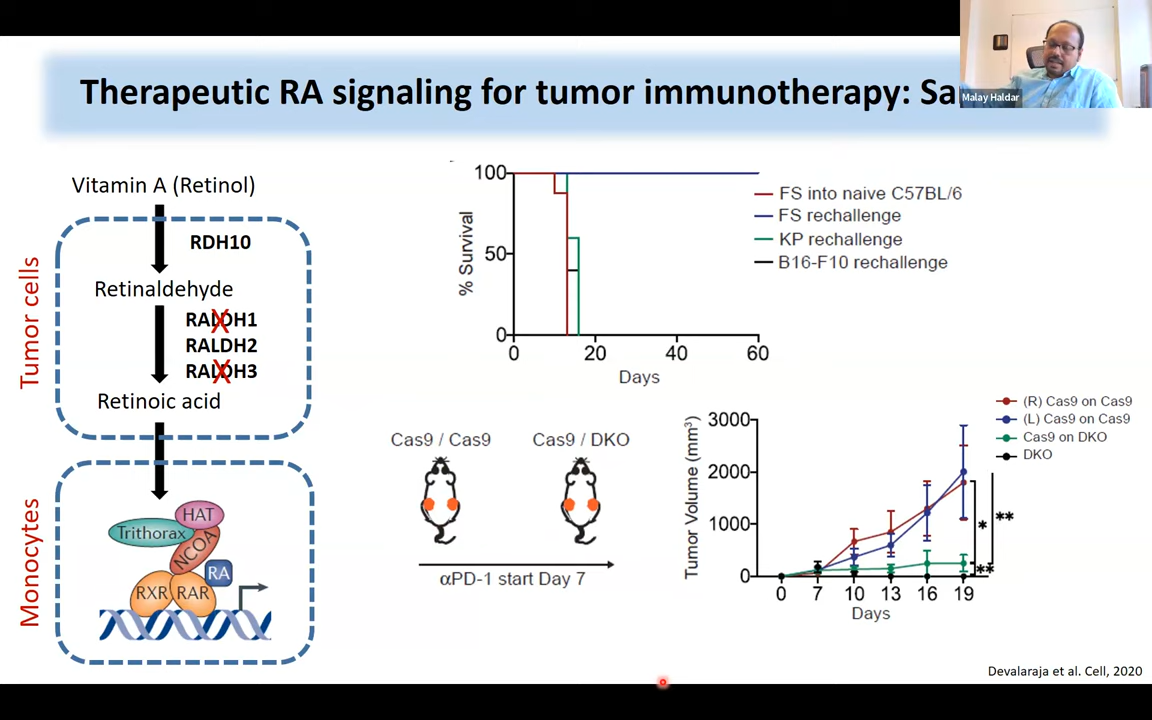 Therapeutic RA signaling for tumor immunotherapy: Sa
Malay Haldar
Vitamin A (Retinol)
Tumor cells
RDH10
Retinaldehyde
RALDH1
RALDH2
RALDH3
Retinoic acid
Monocytes
HAT
Trithorax
NCOA
RA
RXR
RAR
% Survival
100
50
0
0 20 40 60
Days
FS into naive C57BL/6
FS rechallenge
KP rechallenge
B16-F10 rechallenge
Cas9 / Cas9
Cas9 / DKO
αPD-1 start Day 7
Tumor Volume (mm³)
3000
2000
1000
0
0 7 10 13 16 19
Days
(R) Cas9 on Cas9
(L) Cas9 on Cas9
Cas9 on DKO
DKO
*
**
**
Devalaraja et al. Cell, 2020